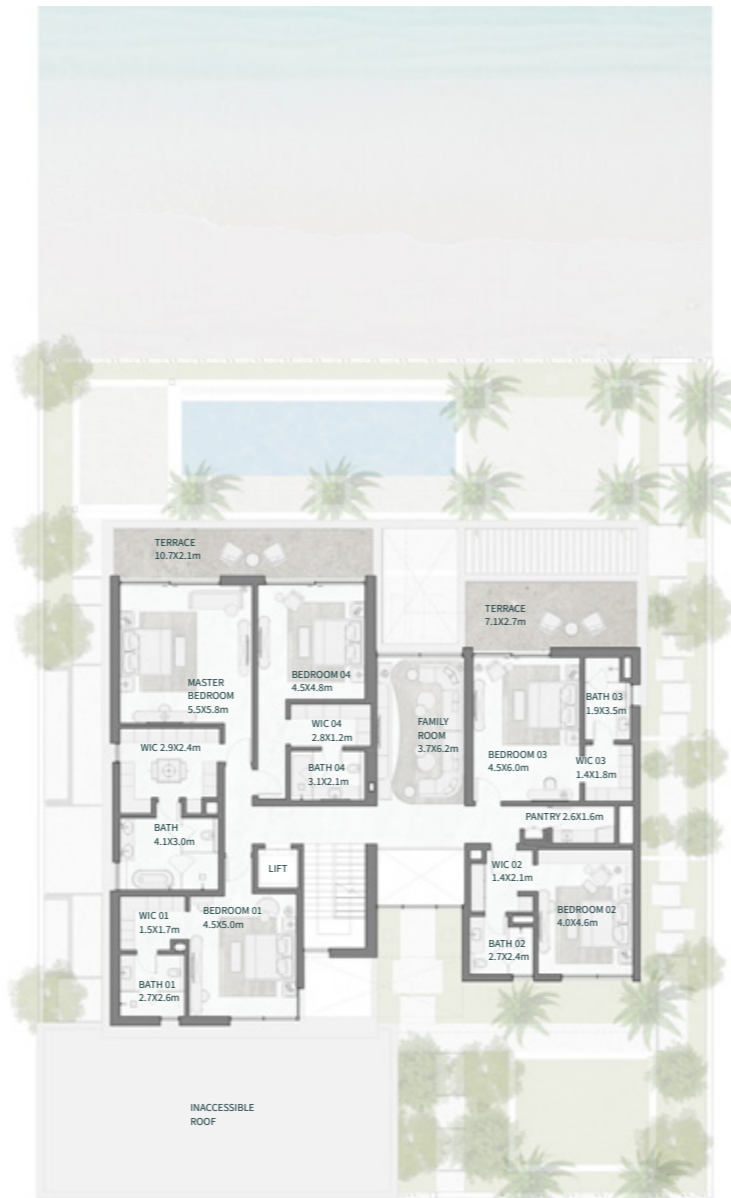 TERRACE
10.7X2.1m
TERRACE
7.1X2.7m
MASTER
BEDROOM
5.5X5.8m
BEDROOM 04
4.5X4.8m
WIC 04
2.8X1.2m
BATH 04
3.1X2.1m
FAMILY
ROOM
3.7X6.2m
BEDROOM 03
4.5X6.0m
BATH 03
1.9X3.5m
WIC 03
1.4X1.8m
WIC 2.9X2.4m
BATH
4.1X3.0m
PANTRY 2.6X1.6m
LIFT
WIC 02
1.4X2.1m
BEDROOM 02
4.0X4.6m
BATH 02
2.7X2.4m
WIC 01
1.5X1.7m
BEDROOM 01
4.5X5.0m
BATH 01
2.7X2.6m
INACCESSIBLE
ROOF